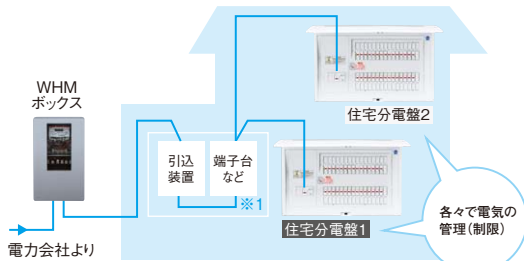 WHM
ボックス
電力会社より
引込
装置
端子台
など
※1
住宅分電盤2
住宅分電盤1
各々で電気の
管理(制限)